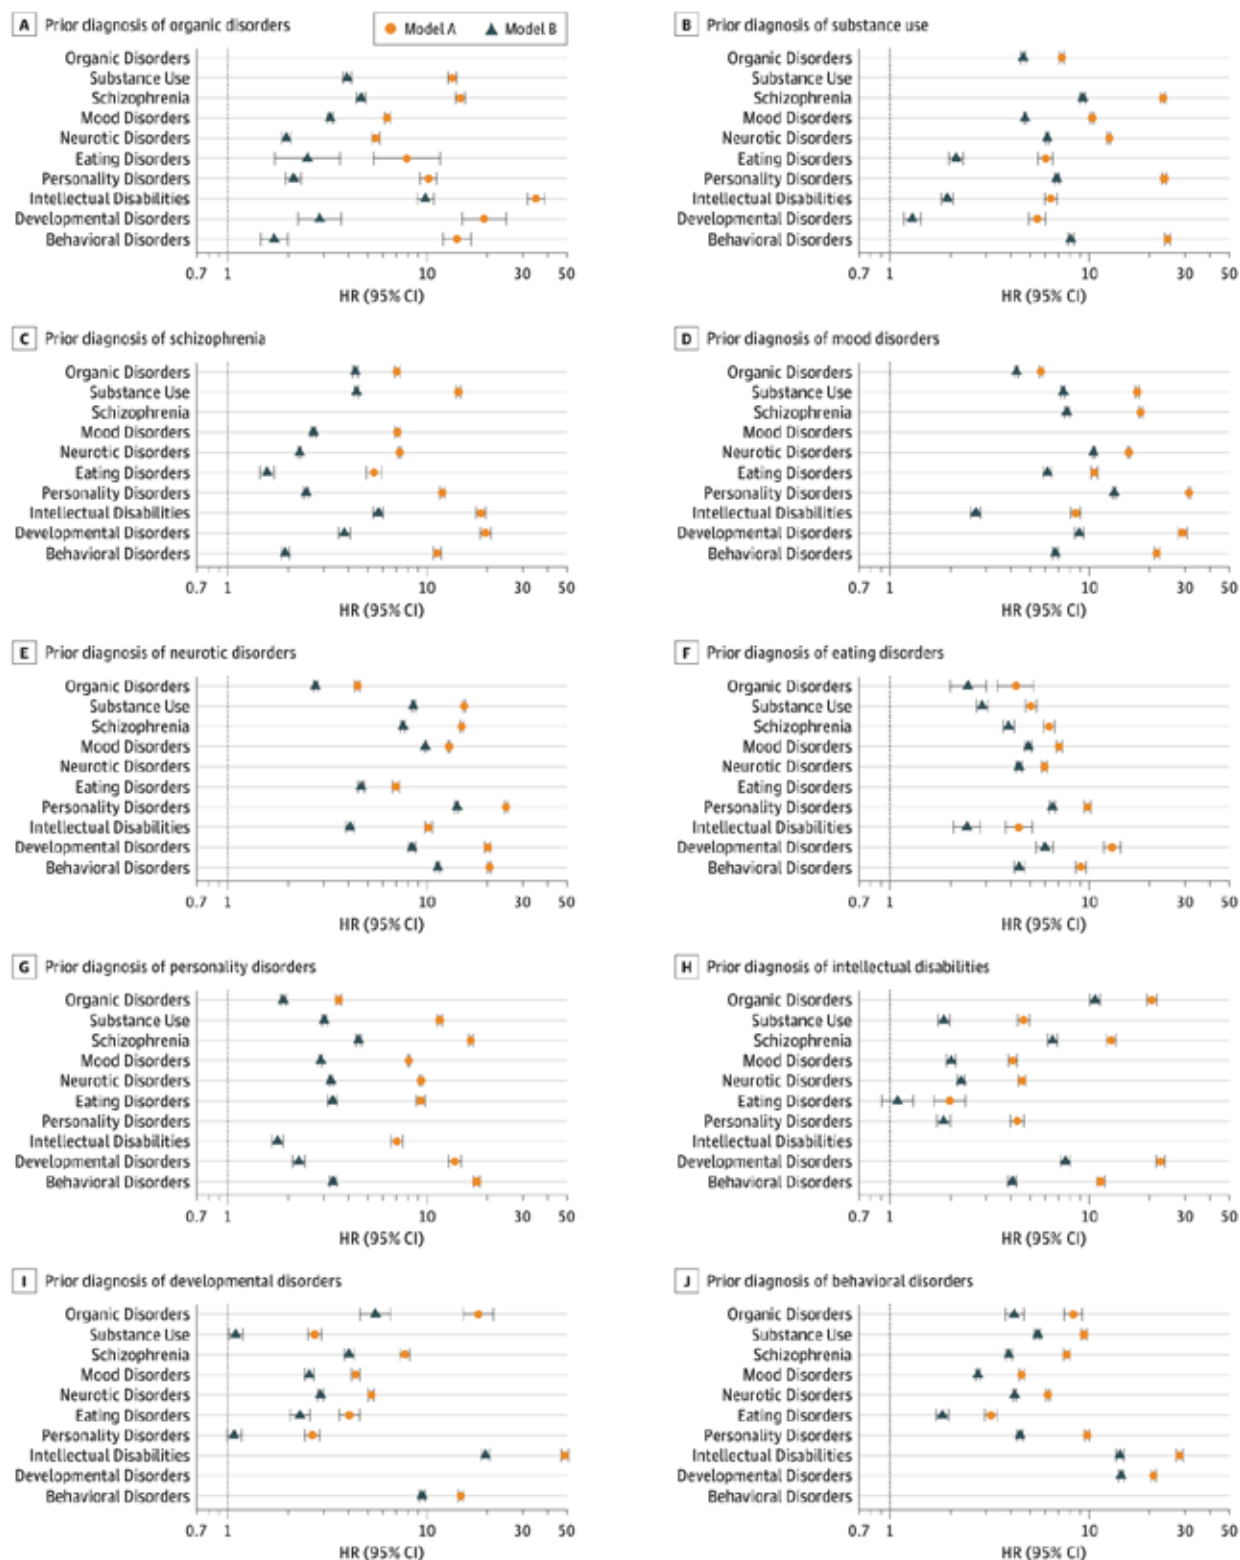 A Prior diagnosis of organic disorders
Model A Model B
Organic Disorders
Substance Use
Schizophrenia
Mood Disorders
Neurotic Disorders
Eating Disorders
Personality Disorders
Intellectual Disabilities
Developmental Disorders
Behavioral Disorders
0.7 1 10 30 50
HR (95% CI)
B Prior diagnosis of substance use
Organic Disorders
Substance Use
Schizophrenia
Mood Disorders
Neurotic Disorders
Eating Disorders
Personality Disorders
Intellectual Disabilities
Developmental Disorders
Behavioral Disorders
0.7 1 10 30 50
HR (95% CI)
C Prior diagnosis of schizophrenia
Organic Disorders
Substance Use
Schizophrenia
Mood Disorders
Neurotic Disorders
Eating Disorders
Personality Disorders
Intellectual Disabilities
Developmental Disorders
Behavioral Disorders
0.7 1 10 30 50
HR (95% CI)
D Prior diagnosis of mood disorders
Organic Disorders
Substance Use
Schizophrenia
Mood Disorders
Neurotic Disorders
Eating Disorders
Personality Disorders
Intellectual Disabilities
Developmental Disorders
Behavioral Disorders
0.7 1 10 30 50
HR (95% CI)
E Prior diagnosis of neurotic disorders
Organic Disorders
Substance Use
Schizophrenia
Mood Disorders
Neurotic Disorders
Eating Disorders
Personality Disorders
Intellectual Disabilities
Developmental Disorders
Behavioral Disorders
0.7 1 10 30 50
HR (95% CI)
F Prior diagnosis of eating disorders
Organic Disorders
Substance Use
Schizophrenia
Mood Disorders
Neurotic Disorders
Eating Disorders
Personality Disorders
Intellectual Disabilities
Developmental Disorders
Behavioral Disorders
0.7 1 10 30 50
HR (95% CI)
G Prior diagnosis of personality disorders
Organic Disorders
Substance Use
Schizophrenia
Mood Disorders
Neurotic Disorders
Eating Disorders
Personality Disorders
Intellectual Disabilities
Developmental Disorders
Behavioral Disorders
0.7 1 10 30 50
HR (95% CI)
H Prior diagnosis of intellectual disabilities
Organic Disorders
Substance Use
Schizophrenia
Mood Disorders
Neurotic Disorders
Eating Disorders
Personality Disorders
Intellectual Disabilities
Developmental Disorders
Behavioral Disorders
0.7 1 10 30 50
HR (95% CI)
I Prior diagnosis of developmental disorders
Organic Disorders
Substance Use
Schizophrenia
Mood Disorders
Neurotic Disorders
Eating Disorders
Personality Disorders
Intellectual Disabilities
Developmental Disorders
Behavioral Disorders
0.7 1 10 30 50
HR (95% CI)
J Prior diagnosis of behavioral disorders
Organic Disorders
Substance Use
Schizophrenia
Mood Disorders
Neurotic Disorders
Eating Disorders
Personality Disorders
Intellectual Disabilities
Developmental Disorders
Behavioral Disorders
0.7 1 10 30 50
HR (95% CI)